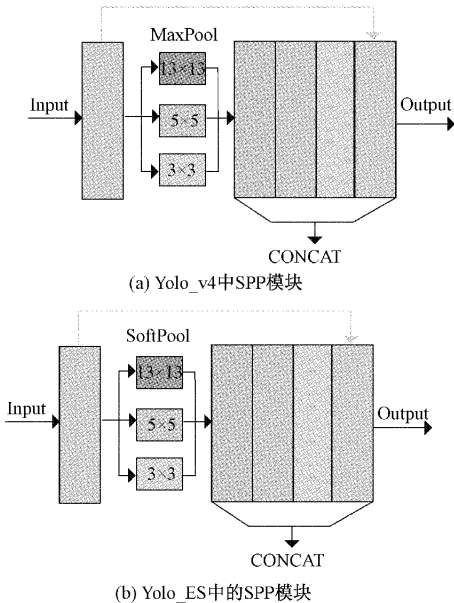 MaxPool
13×13
Input
5×5
Output
3×3
CONCAT
(a) Yolo_v4中SPP模块
SoftPool
13×13
Input
5×5
Output
3×3
CONCAT
(b) Yolo_ES中的SPP模块